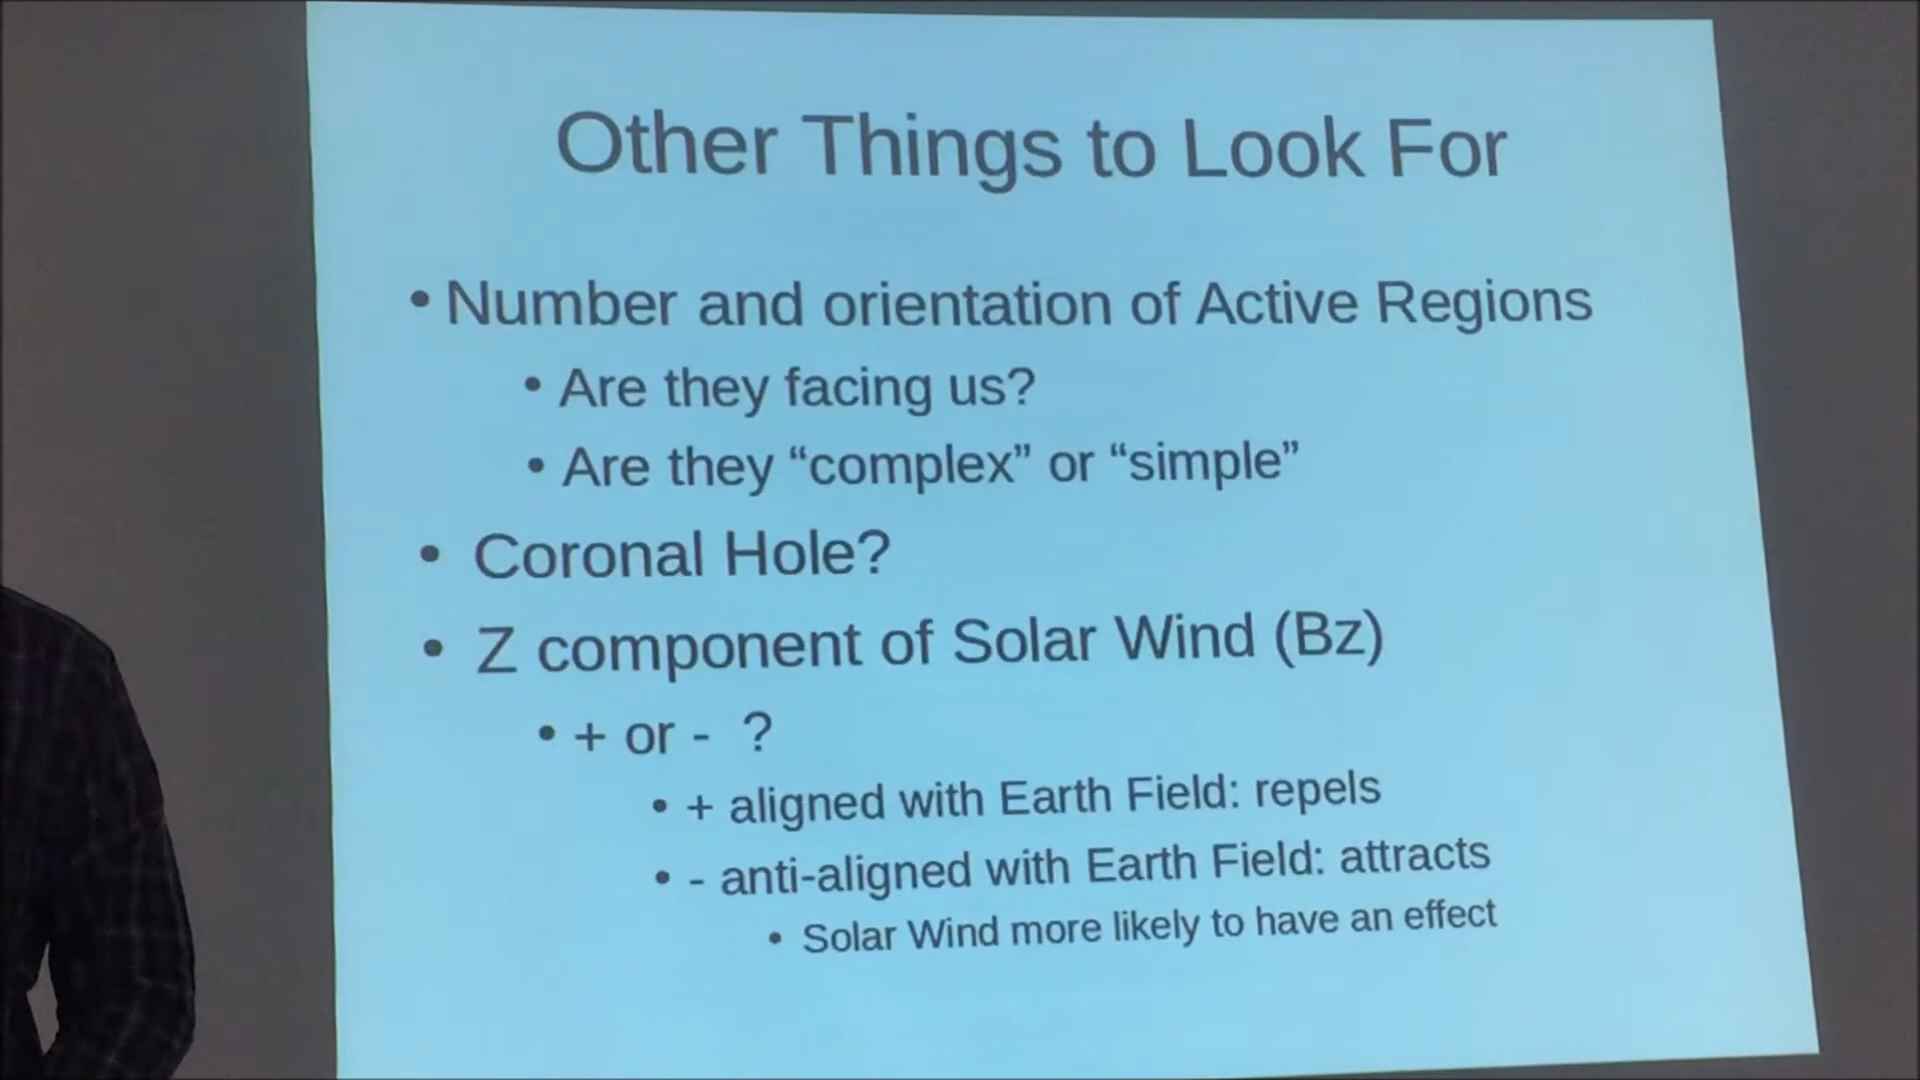 Other Things to Look For
• Number and orientation of Active Regions
• Are they facing us?
• Are they “complex” or “simple”
• Coronal Hole?
• Z component of Solar Wind (Bz)
• + or - ?
• + aligned with Earth Field: repels
• - anti-aligned with Earth Field: attracts
• Solar Wind more likely to have an effect